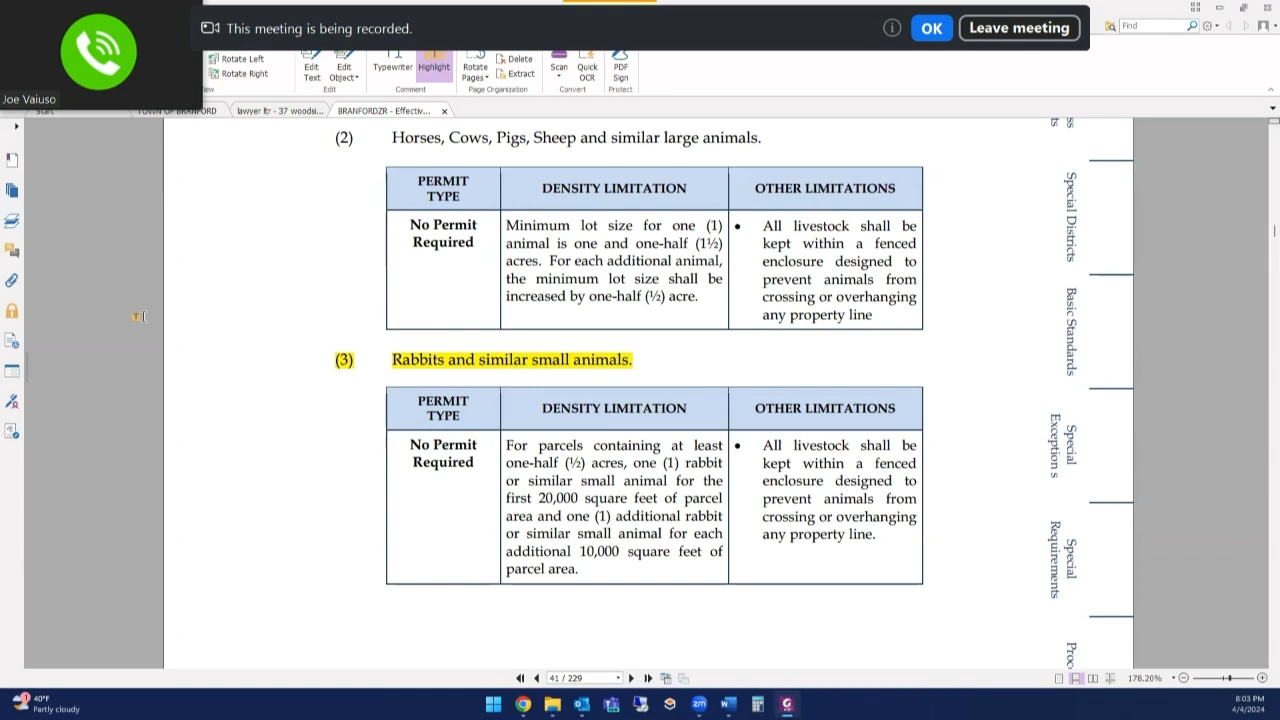 This meeting is being recorded.
OK
Leave meeting
Find
Joe Vaiuso
Rotate Left
Rotate Right
Edit Text
Edit Object
Edit
Typewriter
Highlight
Comment
Rotate Pages
Delete
Extract
Page Organization
Scan
Quick OCR
Convert
PDF Sign
Protect
Start
TOWN OF BRANFORD
lawyer ltr - 37 woodsi...
BRANFORDZR - Effectiv...
(2) Horses, Cows, Pigs, Sheep and similar large animals.
PERMIT
TYPE
DENSITY LIMITATION
OTHER LIMITATIONS
No Permit
Required
Minimum lot size for one (1)
animal is one and one-half (1½)
acres. For each additional animal,
the minimum lot size shall be
increased by one-half (½) acre.
• All livestock shall be
kept within a fenced
enclosure designed to
prevent animals from
crossing or overhanging
any property line
(3) Rabbits and similar small animals.
PERMIT
TYPE
DENSITY LIMITATION
OTHER LIMITATIONS
No Permit
Required
For parcels containing at least
one-half (½) acres, one (1) rabbit
or similar small animal for the
first 20,000 square feet of parcel
area and one (1) additional rabbit
or similar small animal for each
additional 10,000 square feet of
parcel area.
• All livestock shall be
kept within a fenced
enclosure designed to
prevent animals from
crossing or overhanging
any property line.
Special Districts
Basic Standards
Special
Exceptions
Special
Requirements
41 / 229
178.20%
40°F
Partly cloudy
8:03 PM
4/4/2024